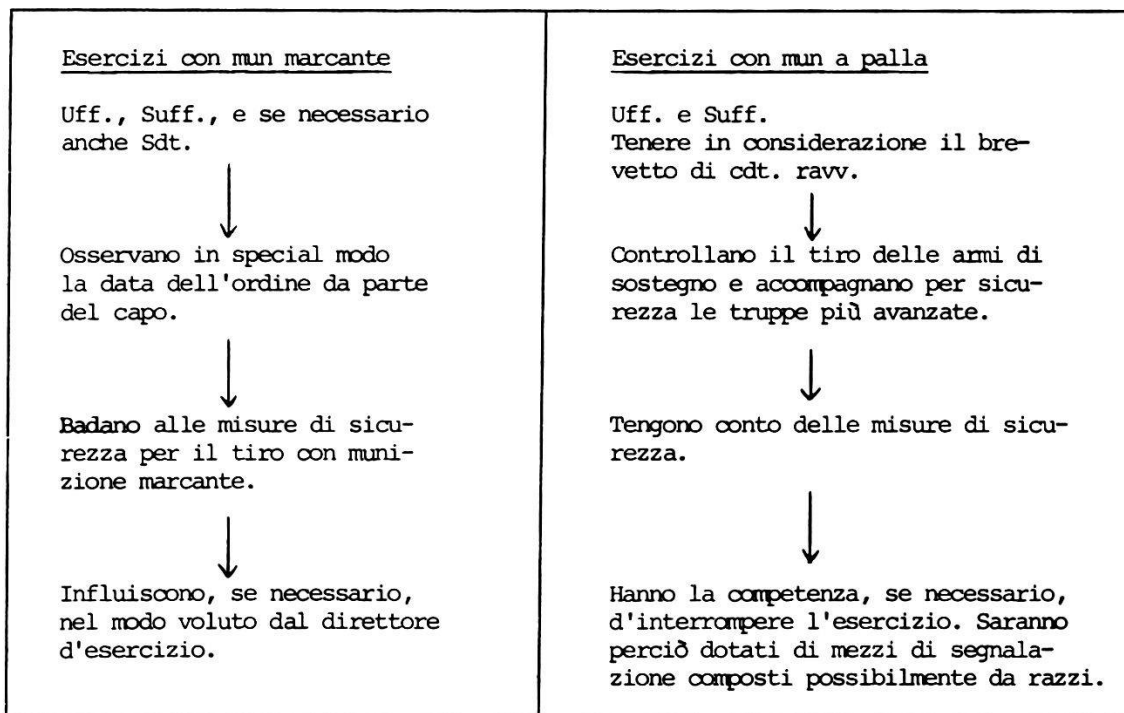 Esercizi con mun marcante
Uff., Suff., e se necessario
anche Sdt.
Osservano in special modo
la data dell'ordine da parte
del capo.
Badano alle misure di sicu-
rezza per il tiro con muni-
zione marcante.
Influiscono, se necessario,
nel modo voluto dal direttore
d'esercizio.
Esercizi con mun a palla
Uff. e Suff.
Tenere in considerazione il bre-
vetto di cdt. ravv.
Controllano il tiro delle armi di
sostegno e accompagnano per sicu-
rezza le truppe più avanzate.
Tengono conto delle misure di sicu-
rezza.
Hanno la competenza, se necessario,
d'interrompere l'esercizio. Saranno
perciò dotati di mezzi di segnala-
zione composti possibilmente da razzi.